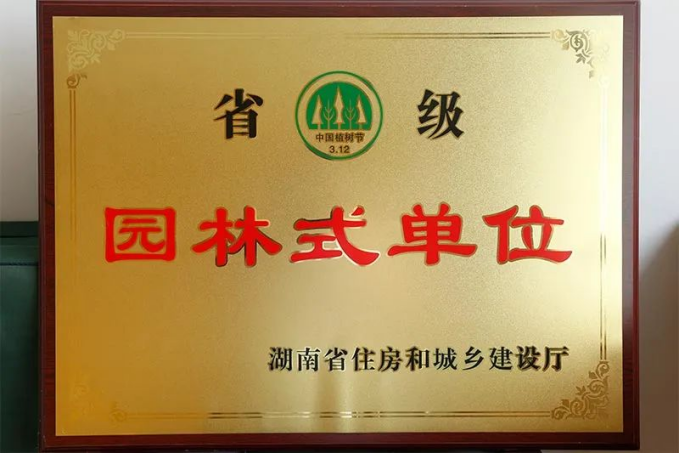 省 级
中国植树节
3.12
园林式单位
湖南省住房和城乡建设厅